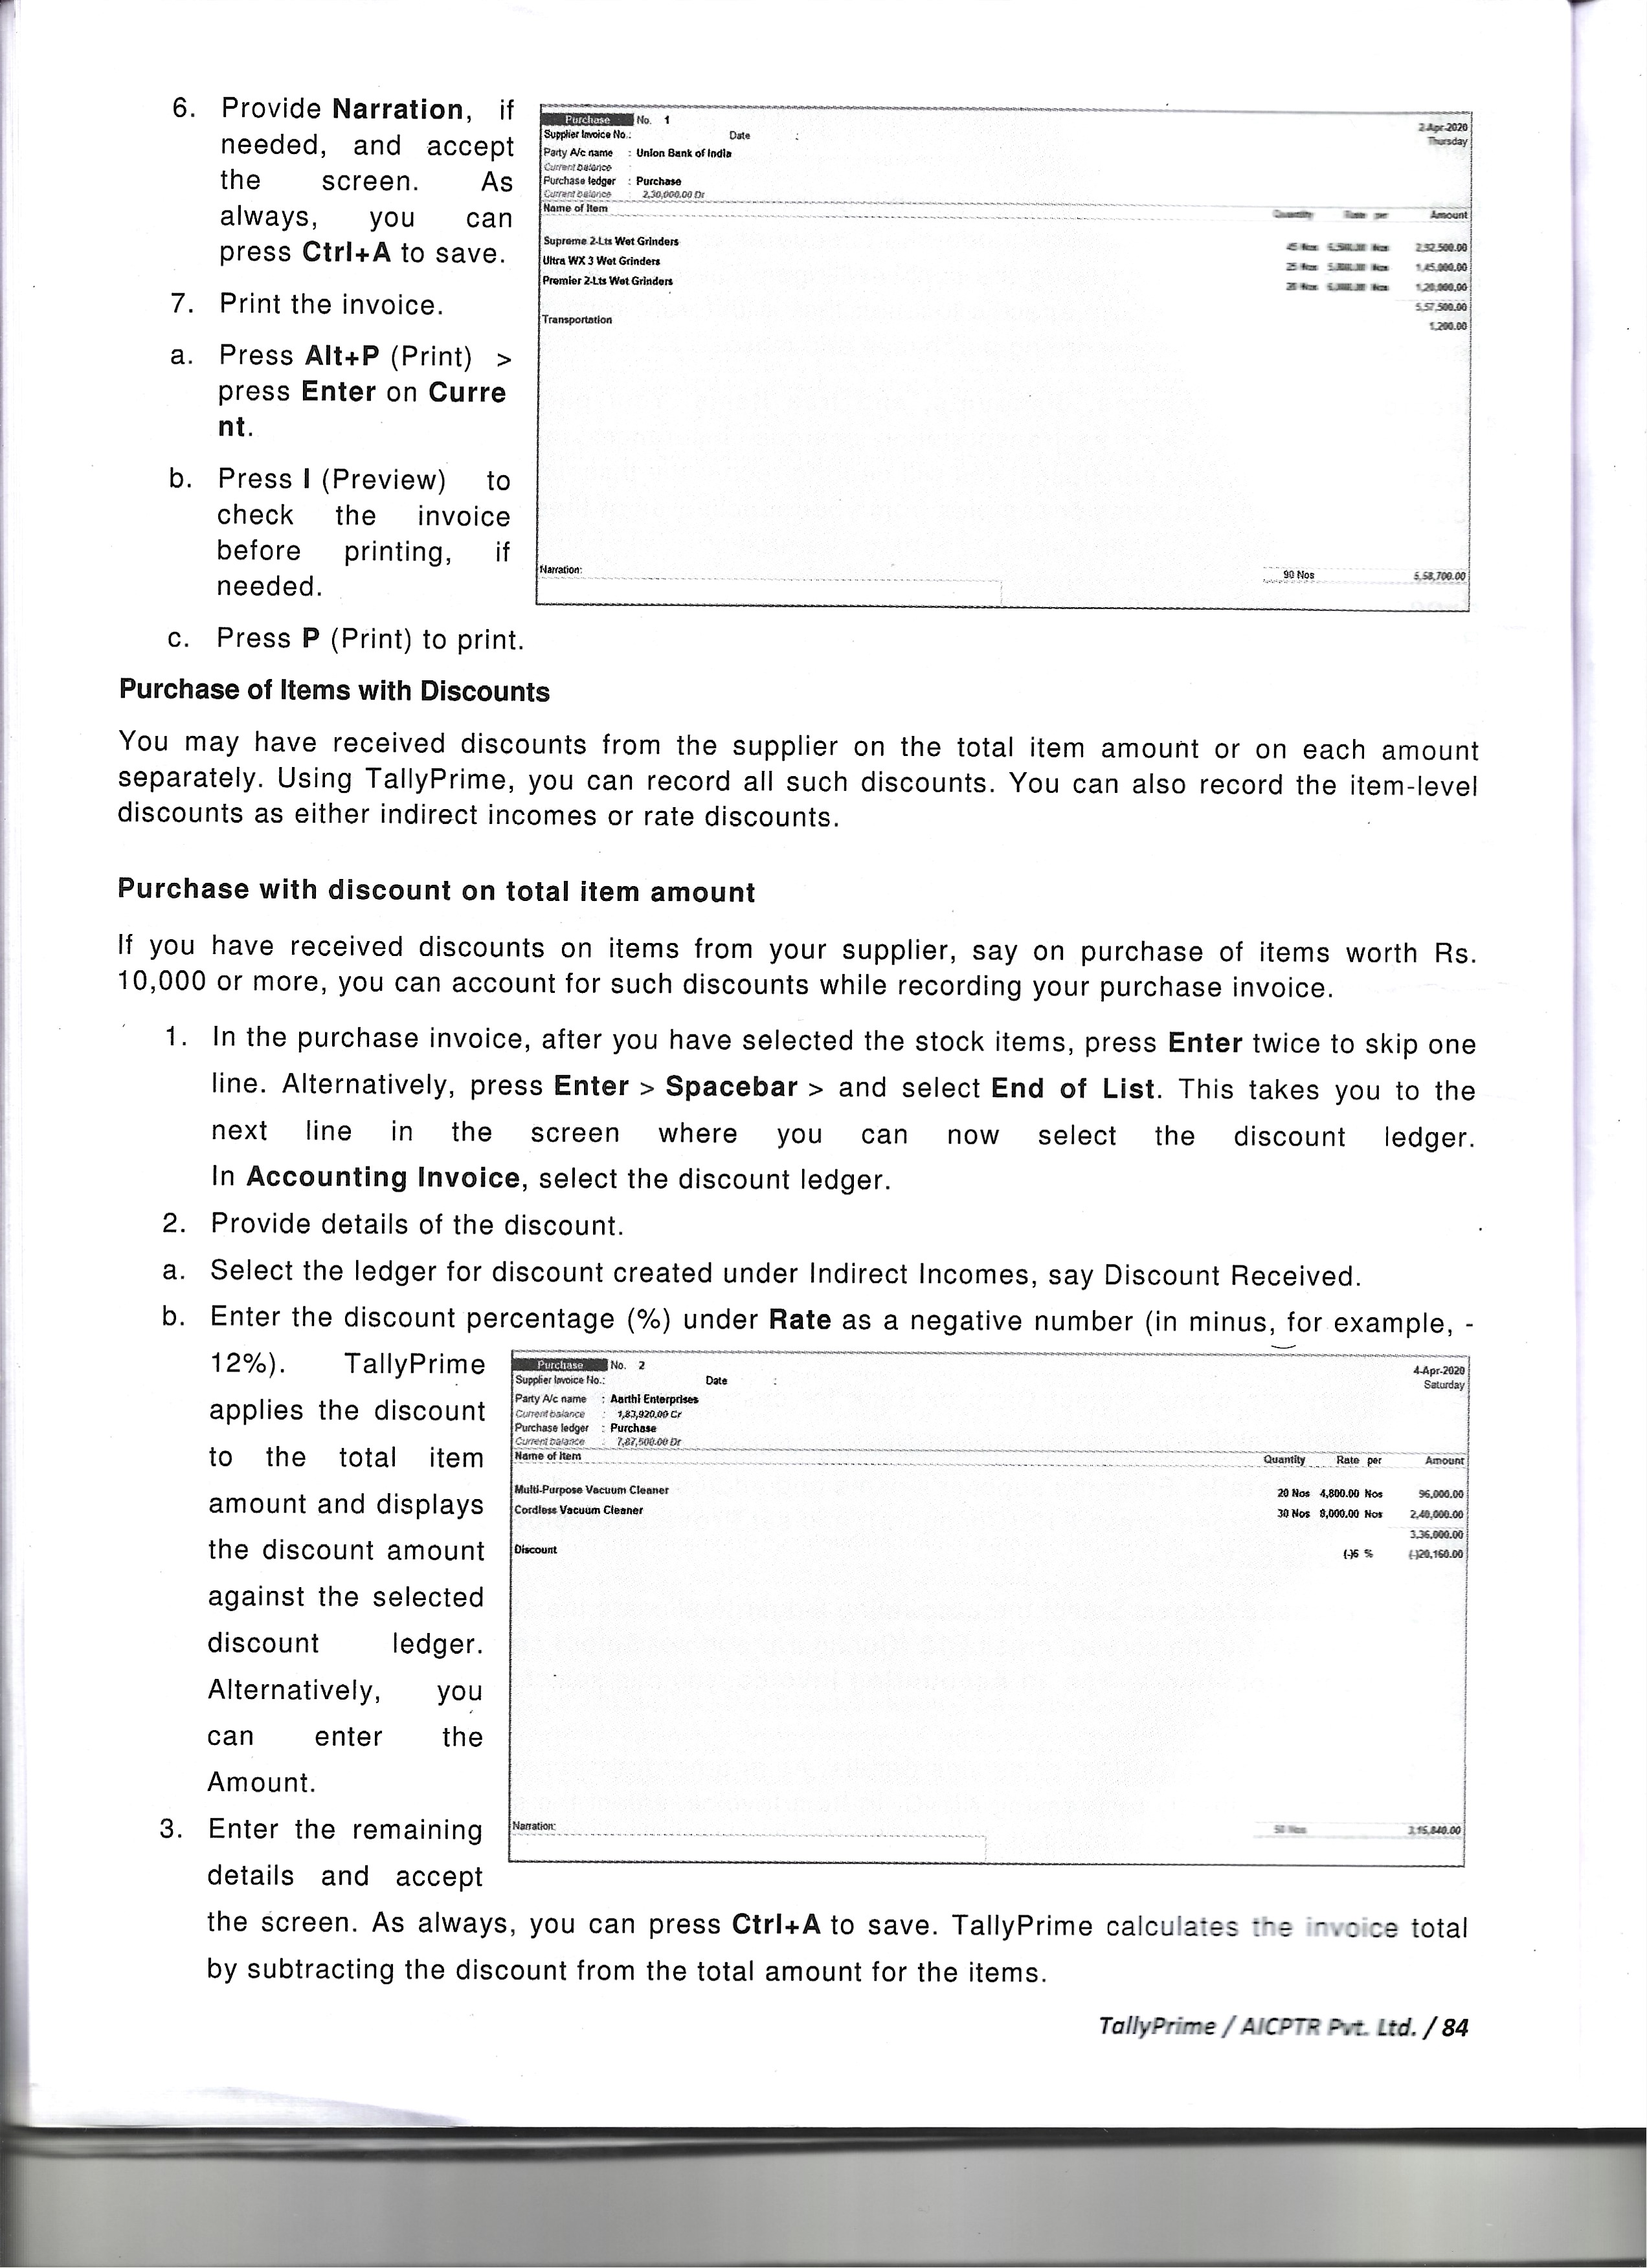 6. Provide Narration, if
needed, and accept
the screen. As
always, you can
press Ctrl+A to save.
7. Print the invoice.
a. Press Alt+P (Print) >
press Enter on Curre
nt.
b. Press I (Preview) to
check the invoice
before printing, if
needed.
c. Press P (Print) to print.
Purchase No. 1 2-Apr-2020
Supplier Invoice No.: Date : Thursday
Party A/c name : Union Bank of India
Current balance :
Purchase ledger : Purchase
Current balance : 2,30,000.00 Dr
Name of Item Quantity Rate per Amount
Supreme 2-Lts Wet Grinders 45 Nos Nos 2,92,500.00
Ultra WX 3 Wet Grinders 25 Nos Nos 1,45,000.00
Premier 2-Lts Wet Grinders 20 Nos Nos 1,20,000.00
5,57,500.00
Transportation 1,200.00
Narration: 90 Nos 5,58,700.00
Purchase of Items with Discounts
You may have received discounts from the supplier on the total item amount or on each amount
separately. Using TallyPrime, you can record all such discounts. You can also record the item-level
discounts as either indirect incomes or rate discounts.
Purchase with discount on total item amount
If you have received discounts on items from your supplier, say on purchase of items worth Rs.
10,000 or more, you can account for such discounts while recording your purchase invoice.
1. In the purchase invoice, after you have selected the stock items, press Enter twice to skip one
line. Alternatively, press Enter > Spacebar > and select End of List. This takes you to the
next line in the screen where you can now select the discount ledger.
In Accounting Invoice, select the discount ledger.
2. Provide details of the discount.
a. Select the ledger for discount created under Indirect Incomes, say Discount Received.
b. Enter the discount percentage (%) under Rate as a negative number (in minus, for example, -
12%). TallyPrime
applies the discount
to the total item
amount and displays
the discount amount
against the selected
discount ledger.
Alternatively, you
can enter the
Amount.
Purchase No. 2 4-Apr-2020
Supplier Invoice No.: Date : Saturday
Party A/c name : Aarthi Enterprises
Current balance : 1,83,920.00 Cr
Purchase ledger : Purchase
Current balance : 7,87,500.00 Dr
Name of Item Quantity Rate per Amount
Multi-Purpose Vacuum Cleaner 20 Nos 4,800.00 Nos 96,000.00
Cordless Vacuum Cleaner 30 Nos 8,000.00 Nos 2,40,000.00
3,36,000.00
Discount (-)6 % (-)20,160.00
Narration: 50 Nos 3,15,840.00
3. Enter the remaining
details and accept
the screen. As always, you can press Ctrl+A to save. TallyPrime calculates the invoice total
by subtracting the discount from the total amount for the items.
TallyPrime / AICPTR Pvt. Ltd. / 84